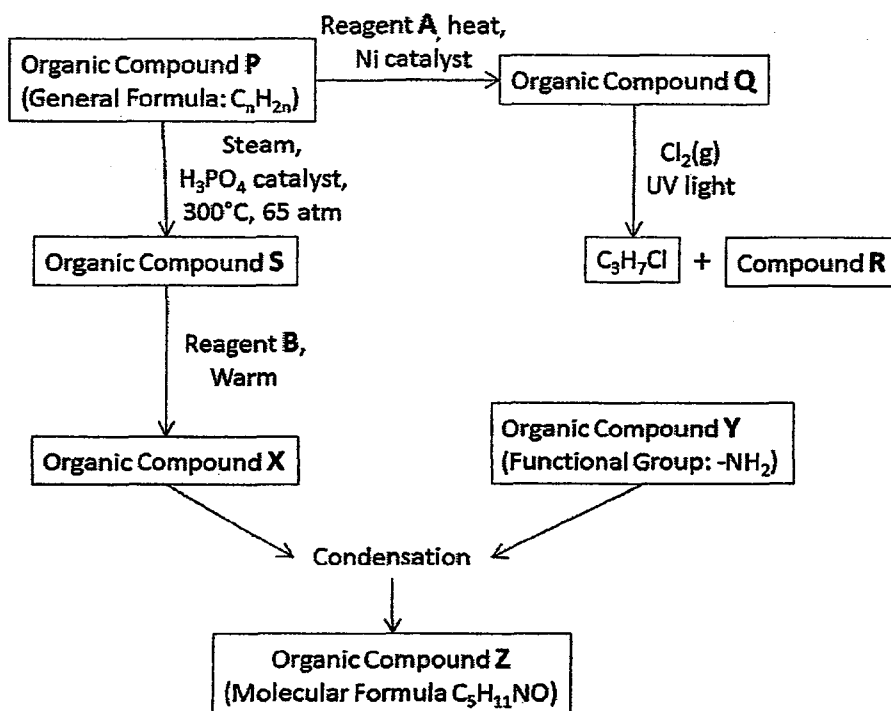 Reagent A, heat,
Ni catalyst
Organic Compound P
(General Formula: CₙH₂ₙ)
Organic Compound Q
Steam,
H₃PO₄ catalyst,
300°C, 65 atm
Cl₂(g)
UV light
Organic Compound S
C₃H₇Cl + Compound R
Reagent B,
Warm
Organic Compound X
Organic Compound Y
(Functional Group: -NH₂)
Condensation
Organic Compound Z
(Molecular Formula C₅H₁₁NO)